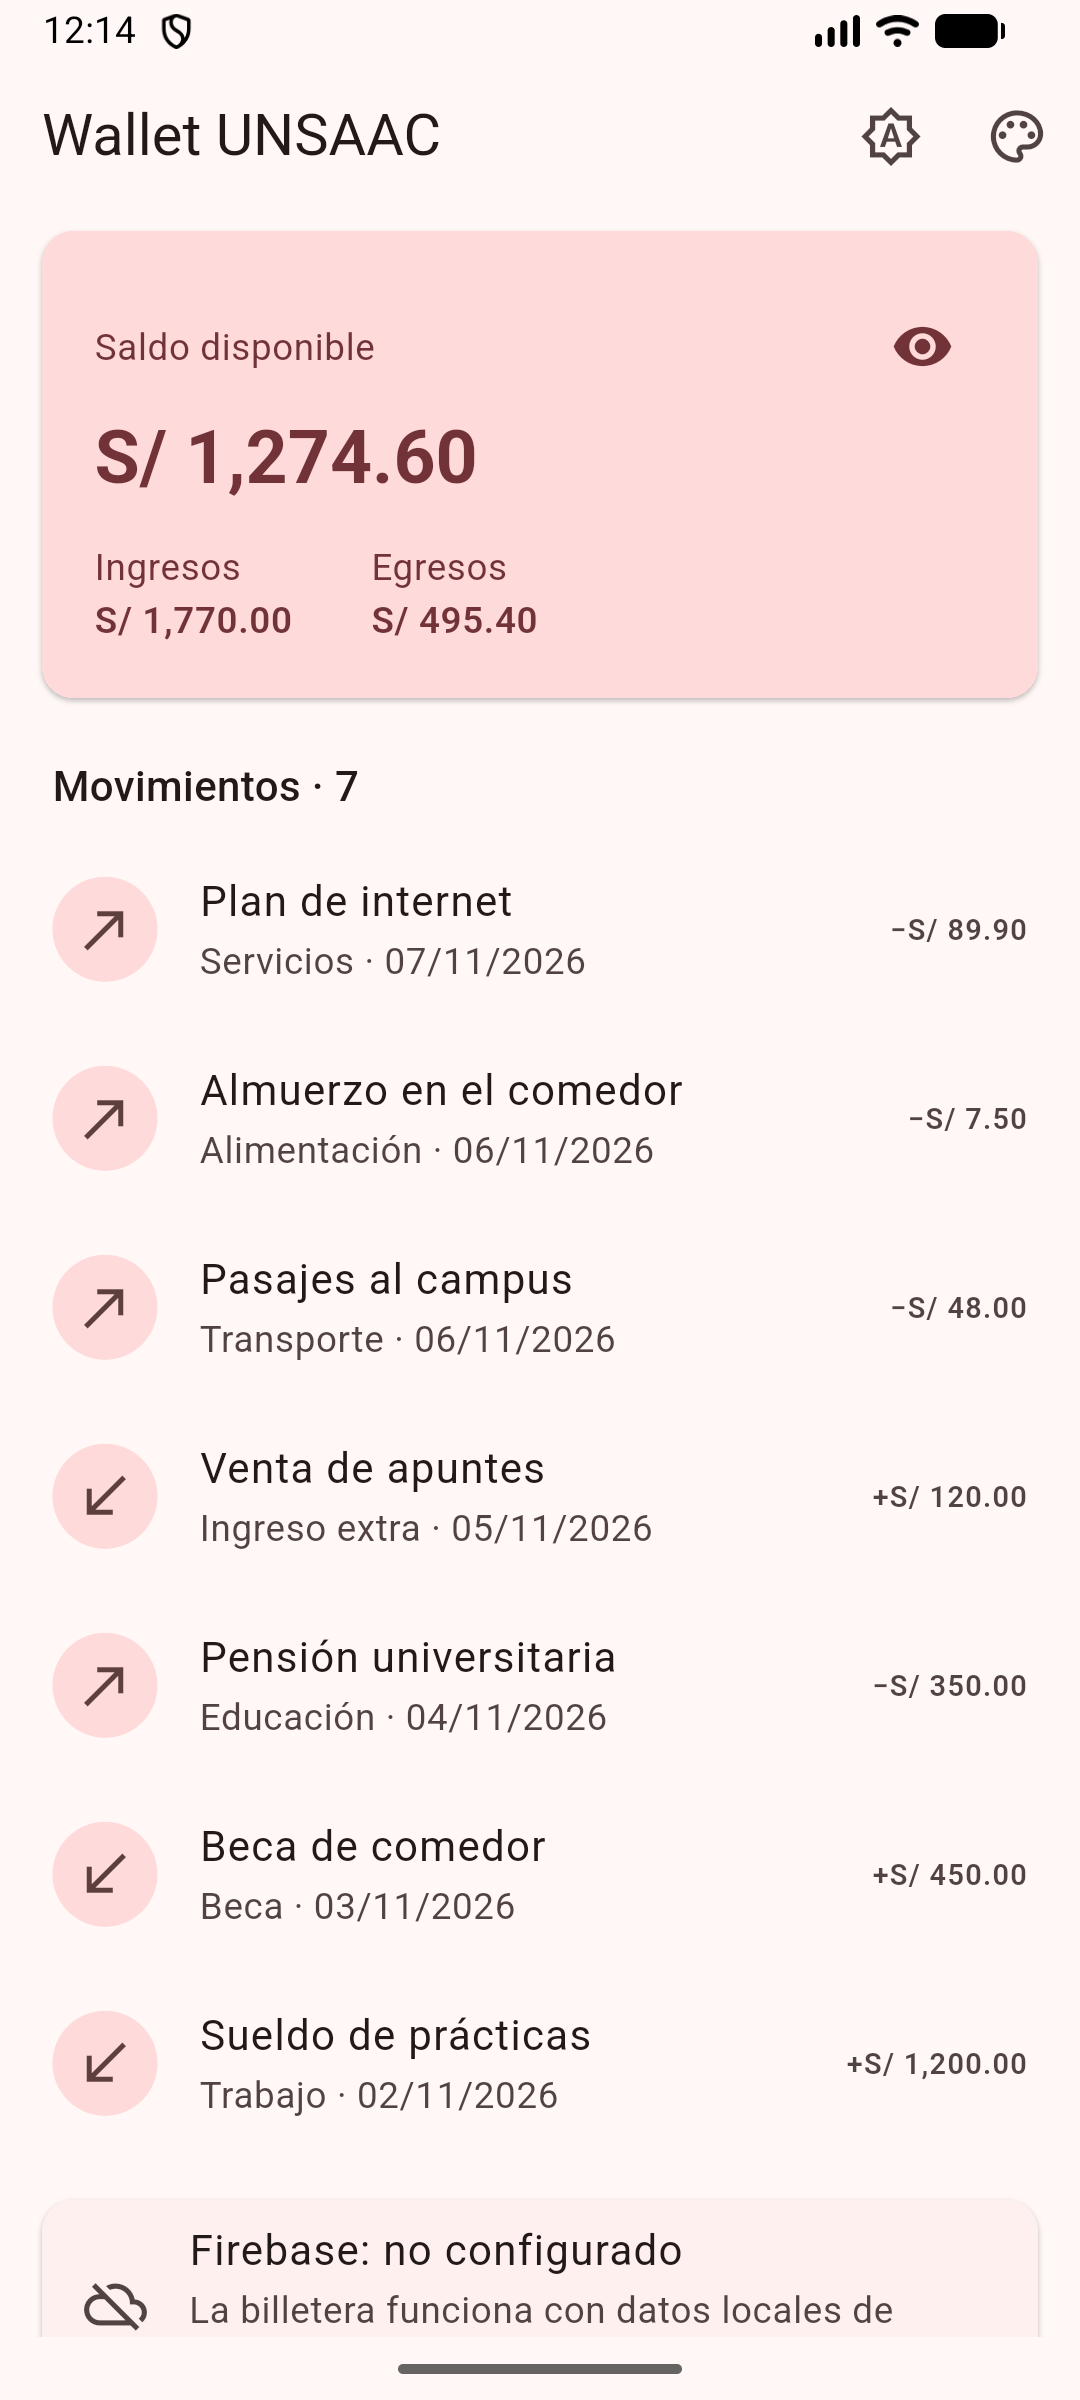 12:14
Wallet UNSAAC
A
Saldo disponible
S/ 1,274.60
Ingresos
Egresos
S/ 1,770.00
S/ 495.40
Movimientos · 7
Plan de internet
Servicios · 07/11/2026
−S/ 89.90
Almuerzo en el comedor
Alimentación · 06/11/2026
−S/ 7.50
Pasajes al campus
Transporte · 06/11/2026
−S/ 48.00
Venta de apuntes
Ingreso extra · 05/11/2026
+S/ 120.00
Pensión universitaria
Educación · 04/11/2026
−S/ 350.00
Beca de comedor
Beca · 03/11/2026
+S/ 450.00
Sueldo de prácticas
Trabajo · 02/11/2026
+S/ 1,200.00
Firebase: no configurado
La billetera funciona con datos locales de